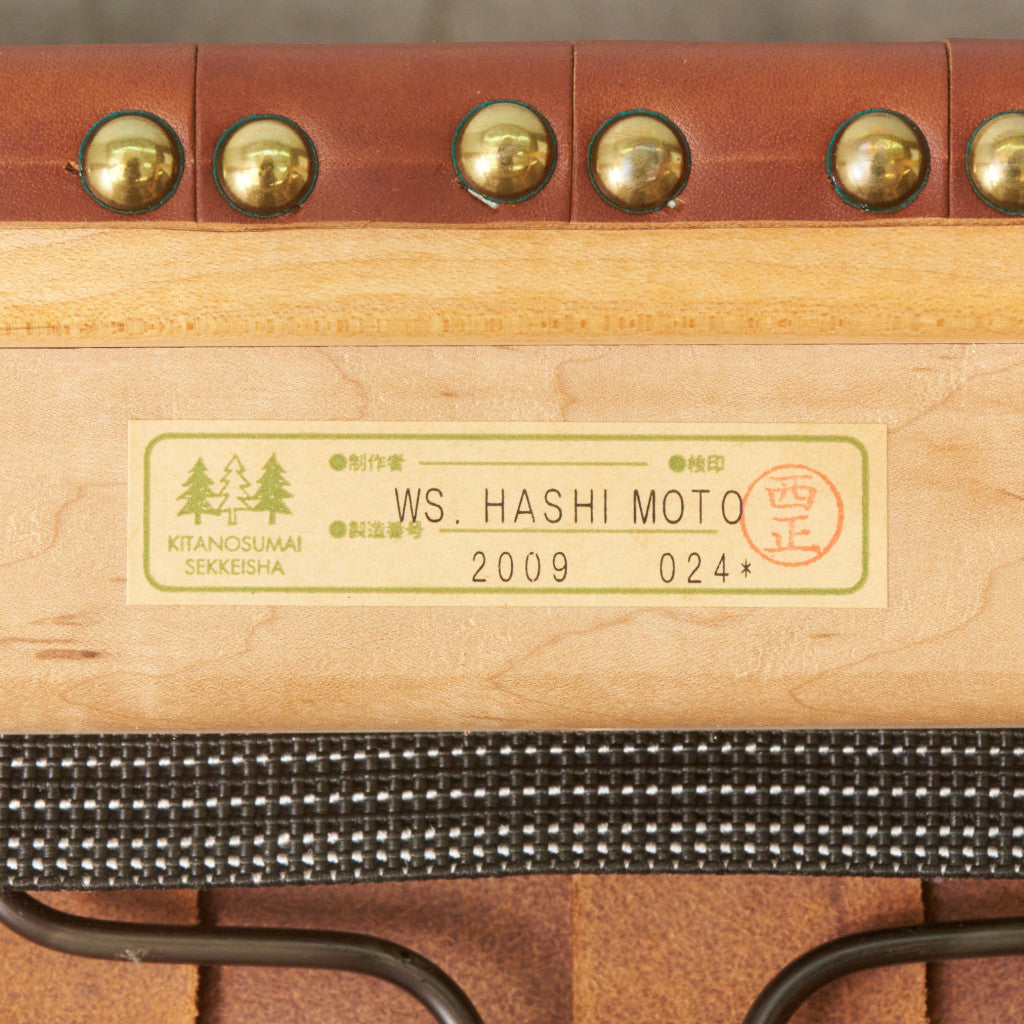 KITANOSUMAI
SEKKEISHA
●制作者
●検印
WS. HASHI MOTO
西
正
●製造番号
2009 024*